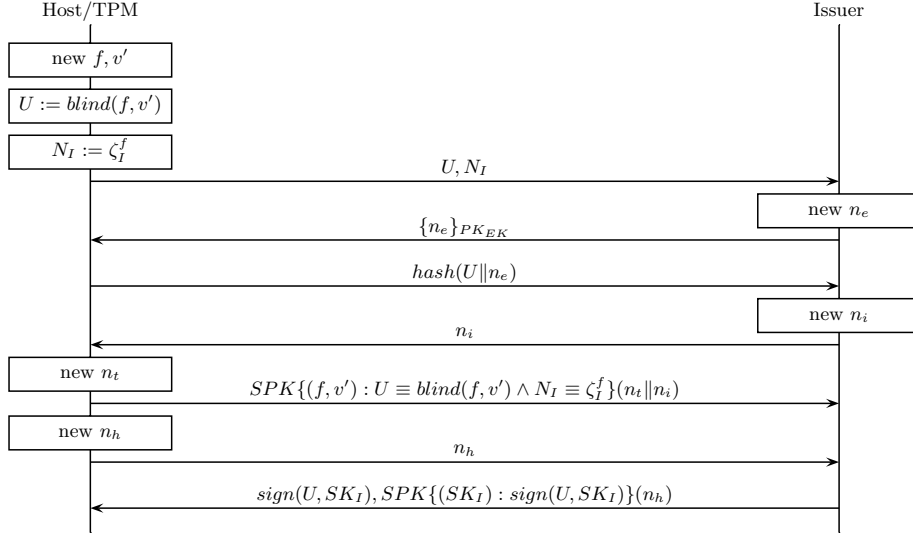 Host/TPM
Issuer
new f, v′
U := blind(f, v′)
N_I := ζ_I^f
U, N_I
new n_e
{n_e}_{PK_{EK}}
hash(U‖n_e)
new n_i
n_i
new n_t
SPK{(f, v′) : U ≡ blind(f, v′) ∧ N_I ≡ ζ_I^f}(n_t‖n_i)
new n_h
n_h
sign(U, SK_I), SPK{(SK_I) : sign(U, SK_I)}(n_h)